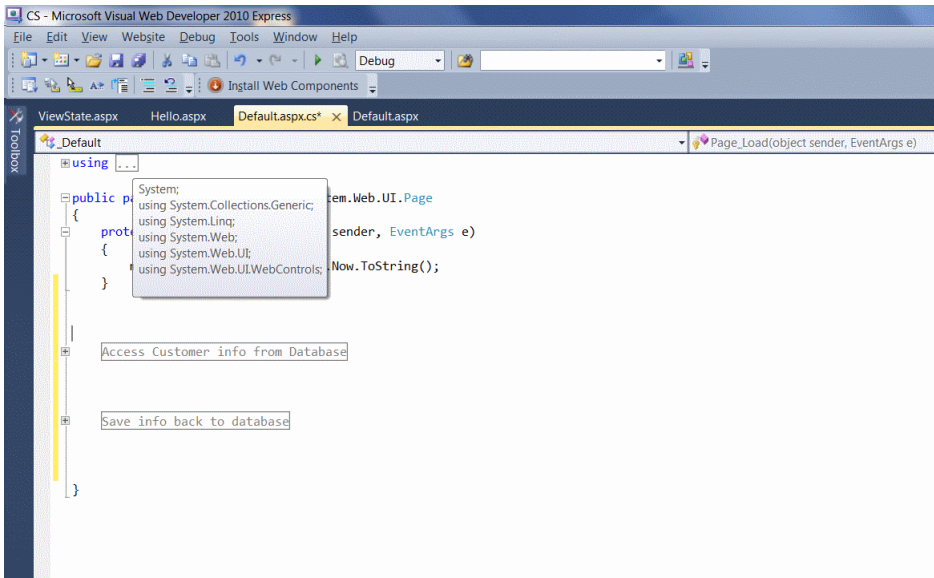 CS - Microsoft Visual Web Developer 2010 Express
File Edit View Website Debug Tools Window Help
Debug
Install Web Components
Toolbox
ViewState.aspx Hello.aspx Default.aspx.cs* Default.aspx
_Default Page_Load(object sender, EventArgs e)
using ...
System;
using System.Collections.Generic;
using System.Linq;
using System.Web;
using System.Web.UI;
using System.Web.UI.WebControls;
public tem.Web.UI.Page
{
prote sender, EventArgs e)
{
.Now.ToString();
}
Access Customer info from Database
Save info back to database
}